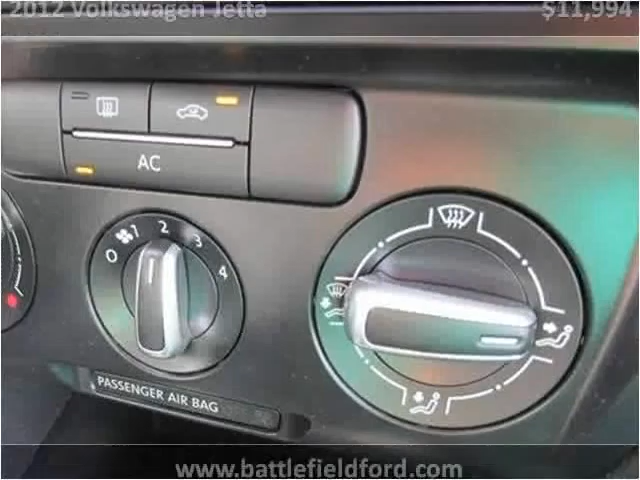 2012 Volkswagen Jetta $11,994
AC
0 1 2 3 4
PASSENGER AIR BAG
www.battlefieldford.com